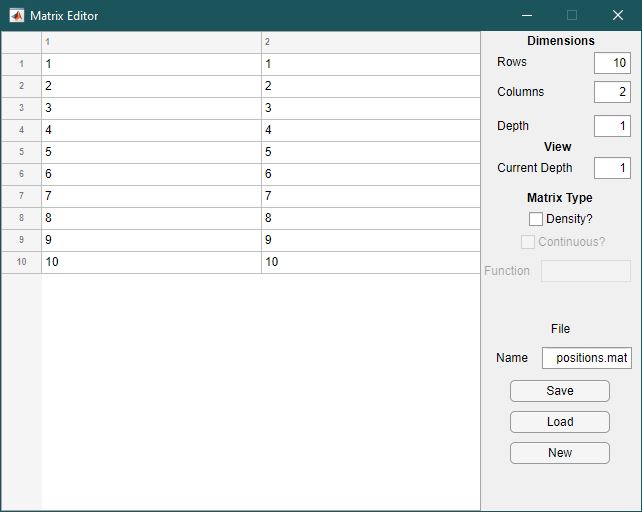 Matrix Editor
1 2
1 1 1
2 2 2
3 3 3
4 4 4
5 5 5
6 6 6
7 7 7
8 8 8
9 9 9
10 10 10
Dimensions
Rows 10
Columns 2
Depth 1
View
Current Depth 1
Matrix Type
Density?
Continuous?
Function
File
Name positions.mat
Save
Load
New